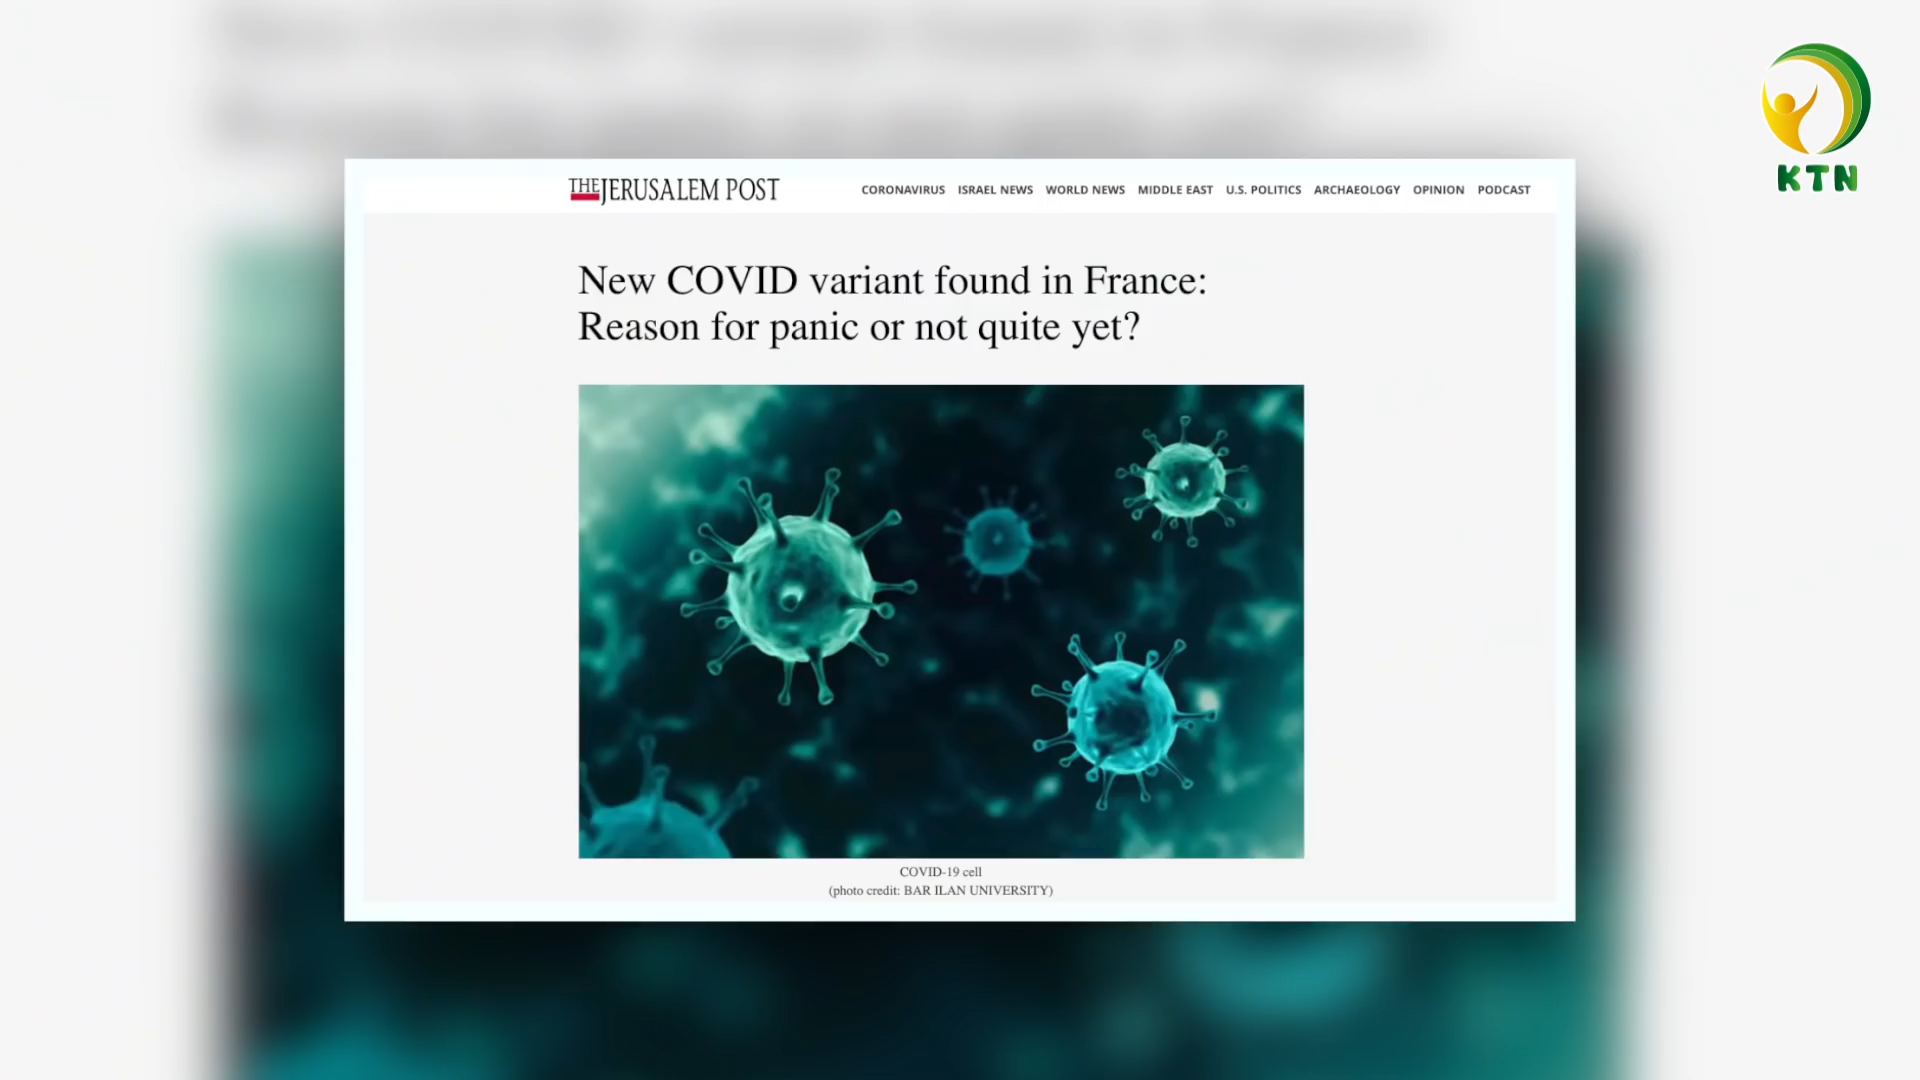 THE JERUSALEM POST
CORONAVIRUS ISRAEL NEWS WORLD NEWS MIDDLE EAST U.S. POLITICS ARCHAEOLOGY OPINION PODCAST
KTN
New COVID variant found in France:
Reason for panic or not quite yet?
COVID-19 cell
(photo credit: BAR ILAN UNIVERSITY)